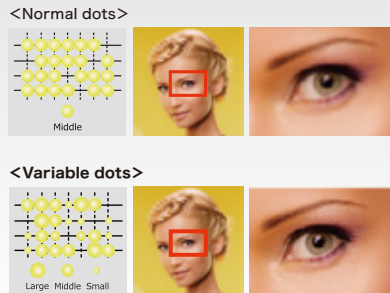 <Normal dots>
Middle
<Variable dots>
Large Middle Small